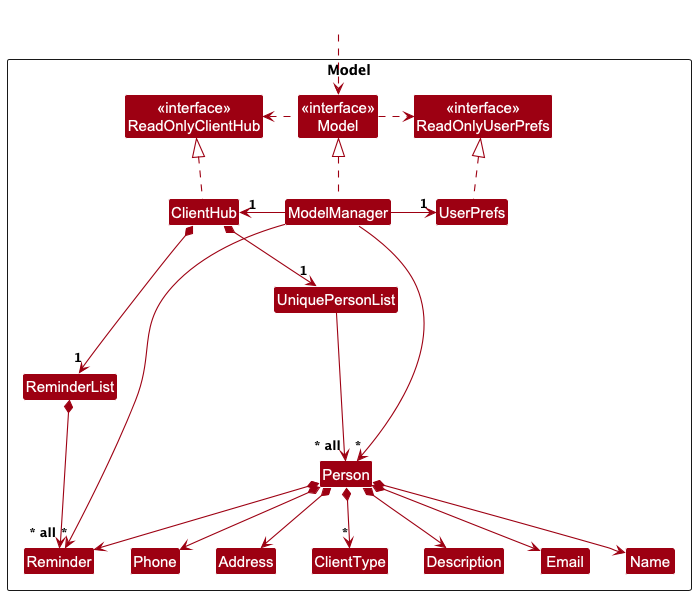 Model
«interface»
ReadOnlyClientHub
«interface»
Model
«interface»
ReadOnlyUserPrefs
ClientHub
1
ModelManager
1
UserPrefs
1
UniquePersonList
1
ReminderList
* all
*
Person
* all
*
*
Reminder
Phone
Address
ClientType
Description
Email
Name